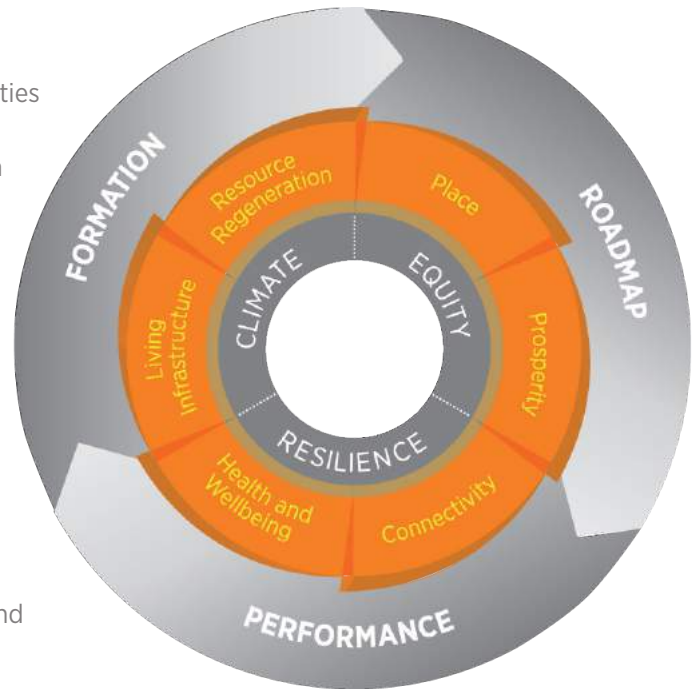 ties
nd
FORMATION
ROADMAP
PERFORMANCE
Resource
Regeneration
Place
Prosperity
Connectivity
Health and
Wellbeing
Living
Infrastructure
CLIMATE
EQUITY
RESILIENCE